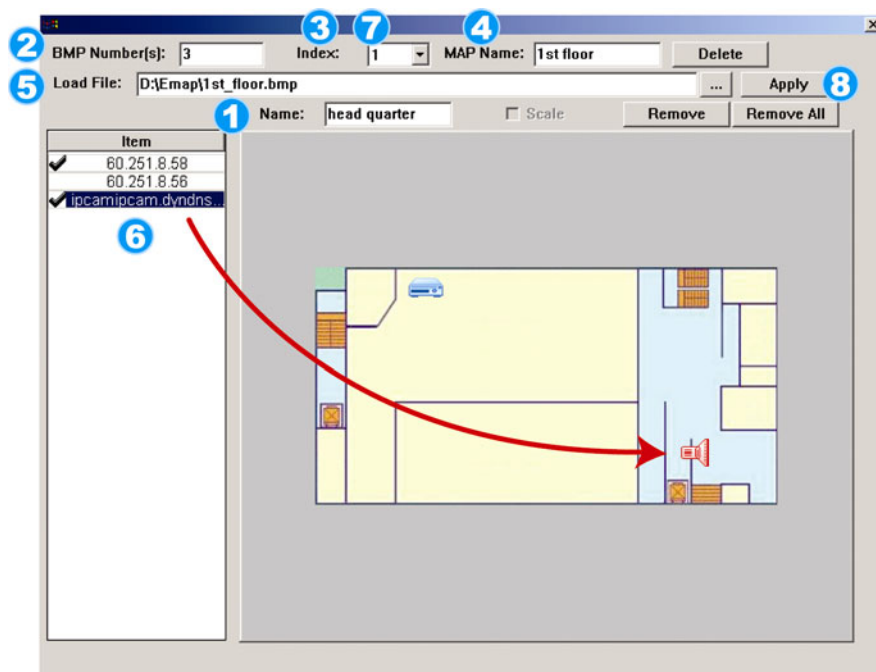 3 7 4
2 BMP Number(s): 3 Index: 1 MAP Name: 1st floor Delete
5 Load File: D:\Emap\1st_floor.bmp ... Apply 8
1 Name: head quarter Scale Remove Remove All
Item
60.251.8.58
60.251.8.56
ipcamipcam.dyndns...
6